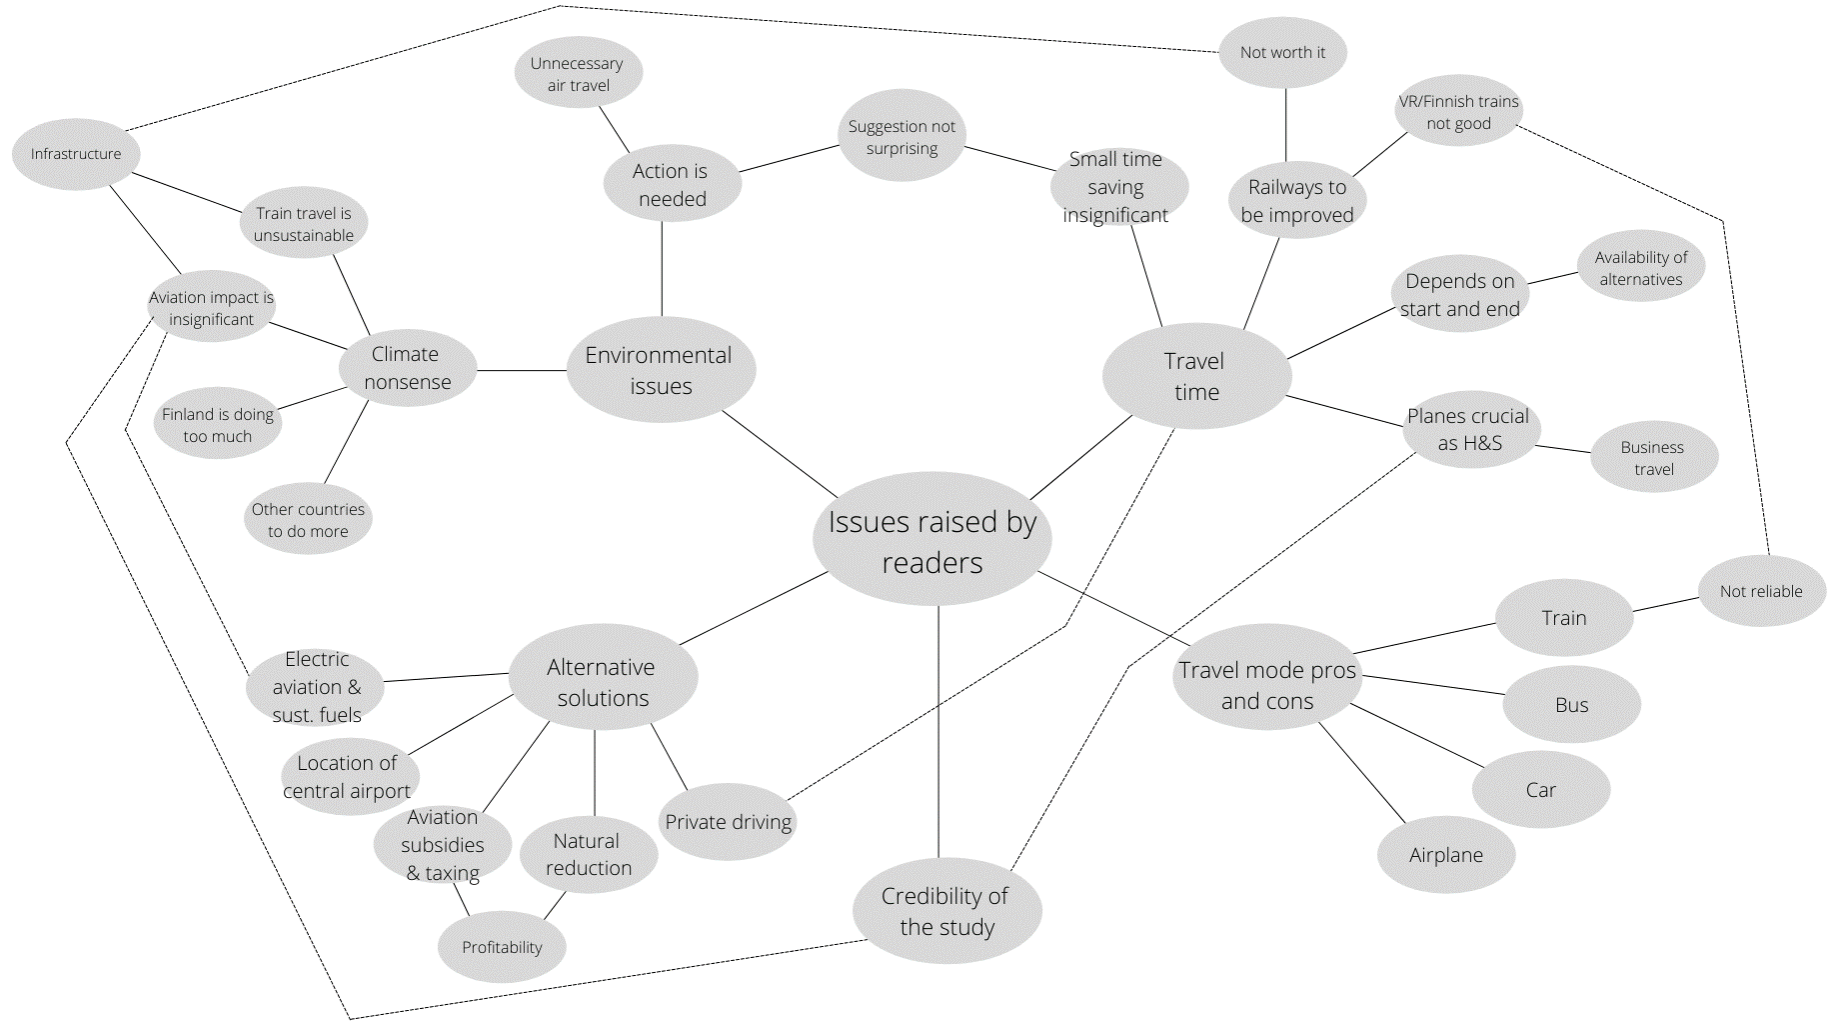 Not worth it
Unnecessary
air travel
VR/Finnish trains
not good
Suggestion not
surprising
Infrastructure
Small time
saving
insignificant
Action is
needed
Railways to
be improved
Train travel is
unsustainable
Availability of
alternatives
Depends on
start and end
Aviation impact is
insignificant
Climate
nonsense
Environmental
issues
Travel
time
Finland is doing
too much
Planes crucial
as H&S
Business
travel
Other countries
to do more
Issues raised by
readers
Not reliable
Train
Electric
aviation &
sust. fuels
Alternative
solutions
Travel mode pros
and cons
Bus
Location of
central airport
Car
Aviation
subsidies
& taxing
Natural
reduction
Private driving
Airplane
Credibility of
the study
Profitability